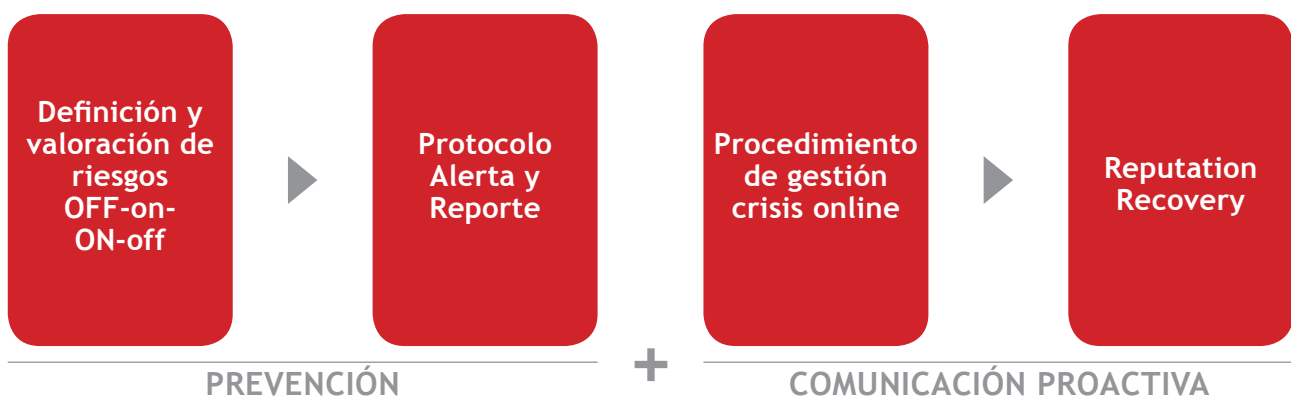 Definición y
valoración de
riesgos
OFF-on-
ON-off
Protocolo
Alerta y
Reporte
Procedimiento
de gestión
crisis online
Reputation
Recovery
PREVENCIÓN
+
COMUNICACIÓN PROACTIVA